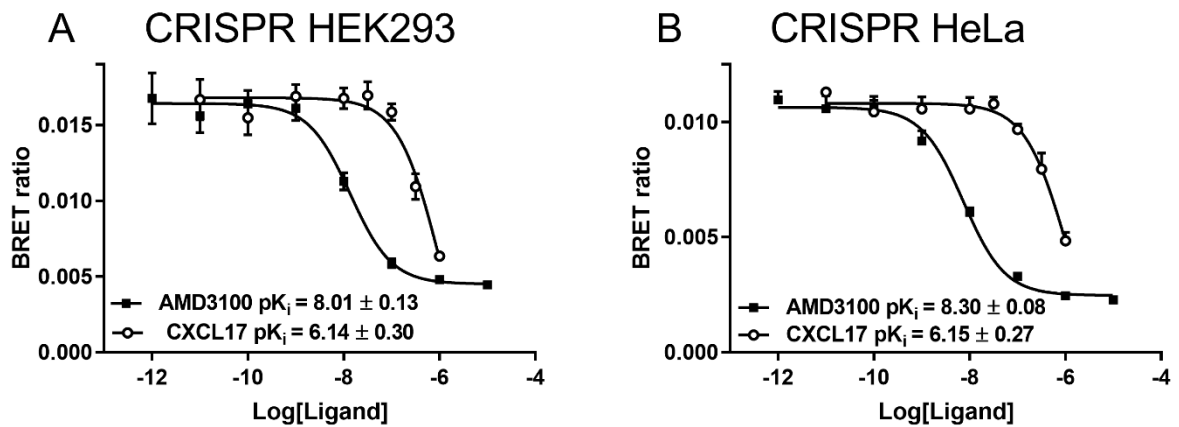 A CRISPR HEK293
BRET ratio
0.015
0.010
0.005
0.000
AMD3100 pKi = 8.01 ± 0.13
CXCL17 pKi = 6.14 ± 0.30
-12 -10 -8 -6 -4
Log[Ligand]
B CRISPR HeLa
BRET ratio
0.010
0.005
0.000
AMD3100 pKi = 8.30 ± 0.08
CXCL17 pKi = 6.15 ± 0.27
-12 -10 -8 -6 -4
Log[Ligand]